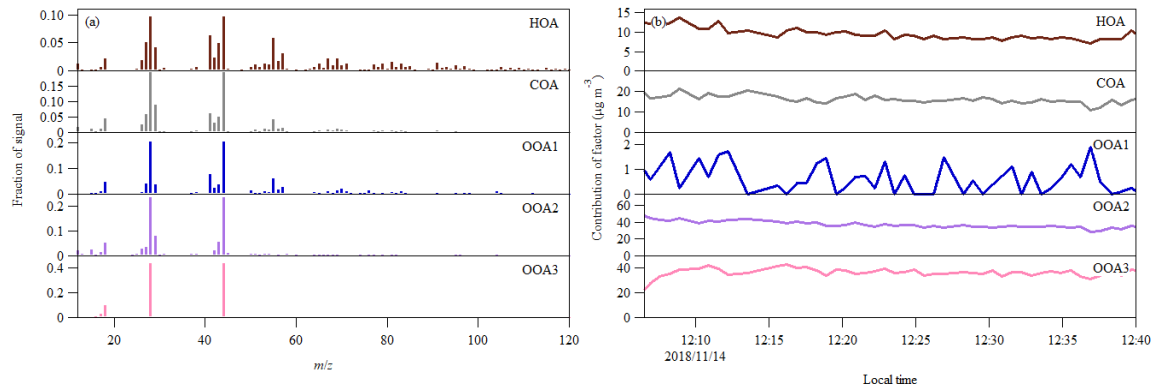 (a)
HOA
0.10
0.05
0.00
COA
0.15
0.10
0.05
0.00
OOA1
0.2
0.1
0
OOA2
0.2
0.1
0
OOA3
0.4
0.2
0
Fraction of signal
20 40 60 80 100 120
m/z
(b)
HOA
15
10
5
0
COA
20
0
OOA1
2
1
0
OOA2
60
40
20
0
OOA3
40
20
0
Contribution of factor (μg m⁻³)
12:10 12:15 12:20 12:25 12:30 12:35 12:40
2018/11/14
Local time